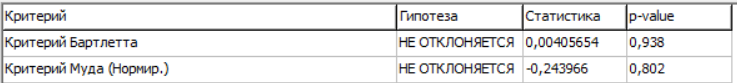 Критерий Гипотеза Статистика p-value
Критерий Бартлетта НЕ ОТКЛОНЯЕТСЯ 0,00405654 0,938
Критерий Муда (Нормир.) НЕ ОТКЛОНЯЕТСЯ -0,243966 0,802